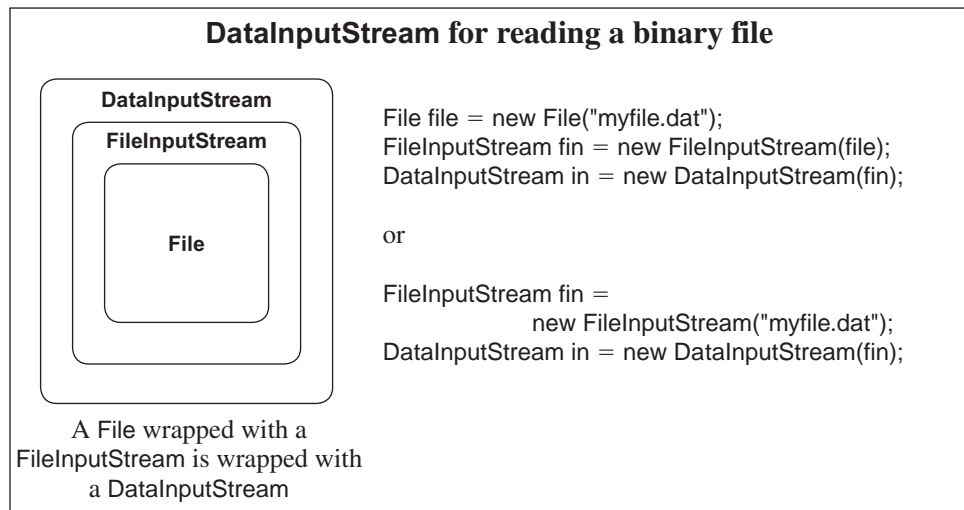 DataInputStream for reading a binary file
DataInputStream
FileInputStream
File
A File wrapped with a
FileInputStream is wrapped with
a DataInputStream
File file = new File("myfile.dat");
FileInputStream fin = new FileInputStream(file);
DataInputStream in = new DataInputStream(fin);
or
FileInputStream fin =
new FileInputStream("myfile.dat");
DataInputStream in = new DataInputStream(fin);